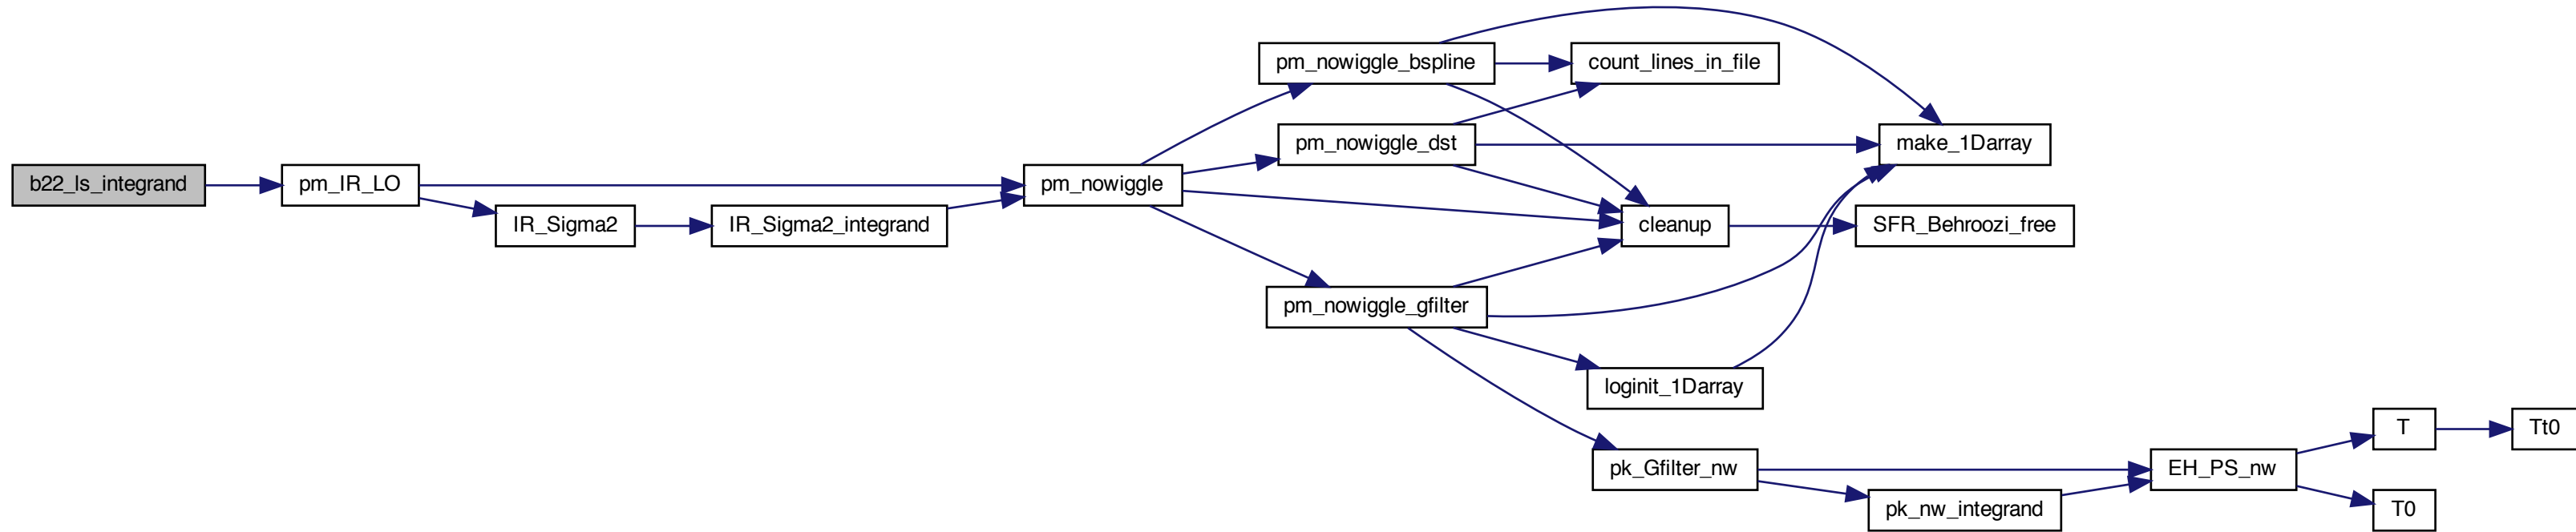 b22_ls_integrand
pm_IR_LO
IR_Sigma2
IR_Sigma2_integrand
pm_nowiggle
pm_nowiggle_bspline
pm_nowiggle_dst
pm_nowiggle_gfilter
count_lines_in_file
cleanup
loginit_1Darray
pk_Gfilter_nw
make_1Darray
SFR_Behroozi_free
pk_nw_integrand
EH_PS_nw
T
T0
Tt0